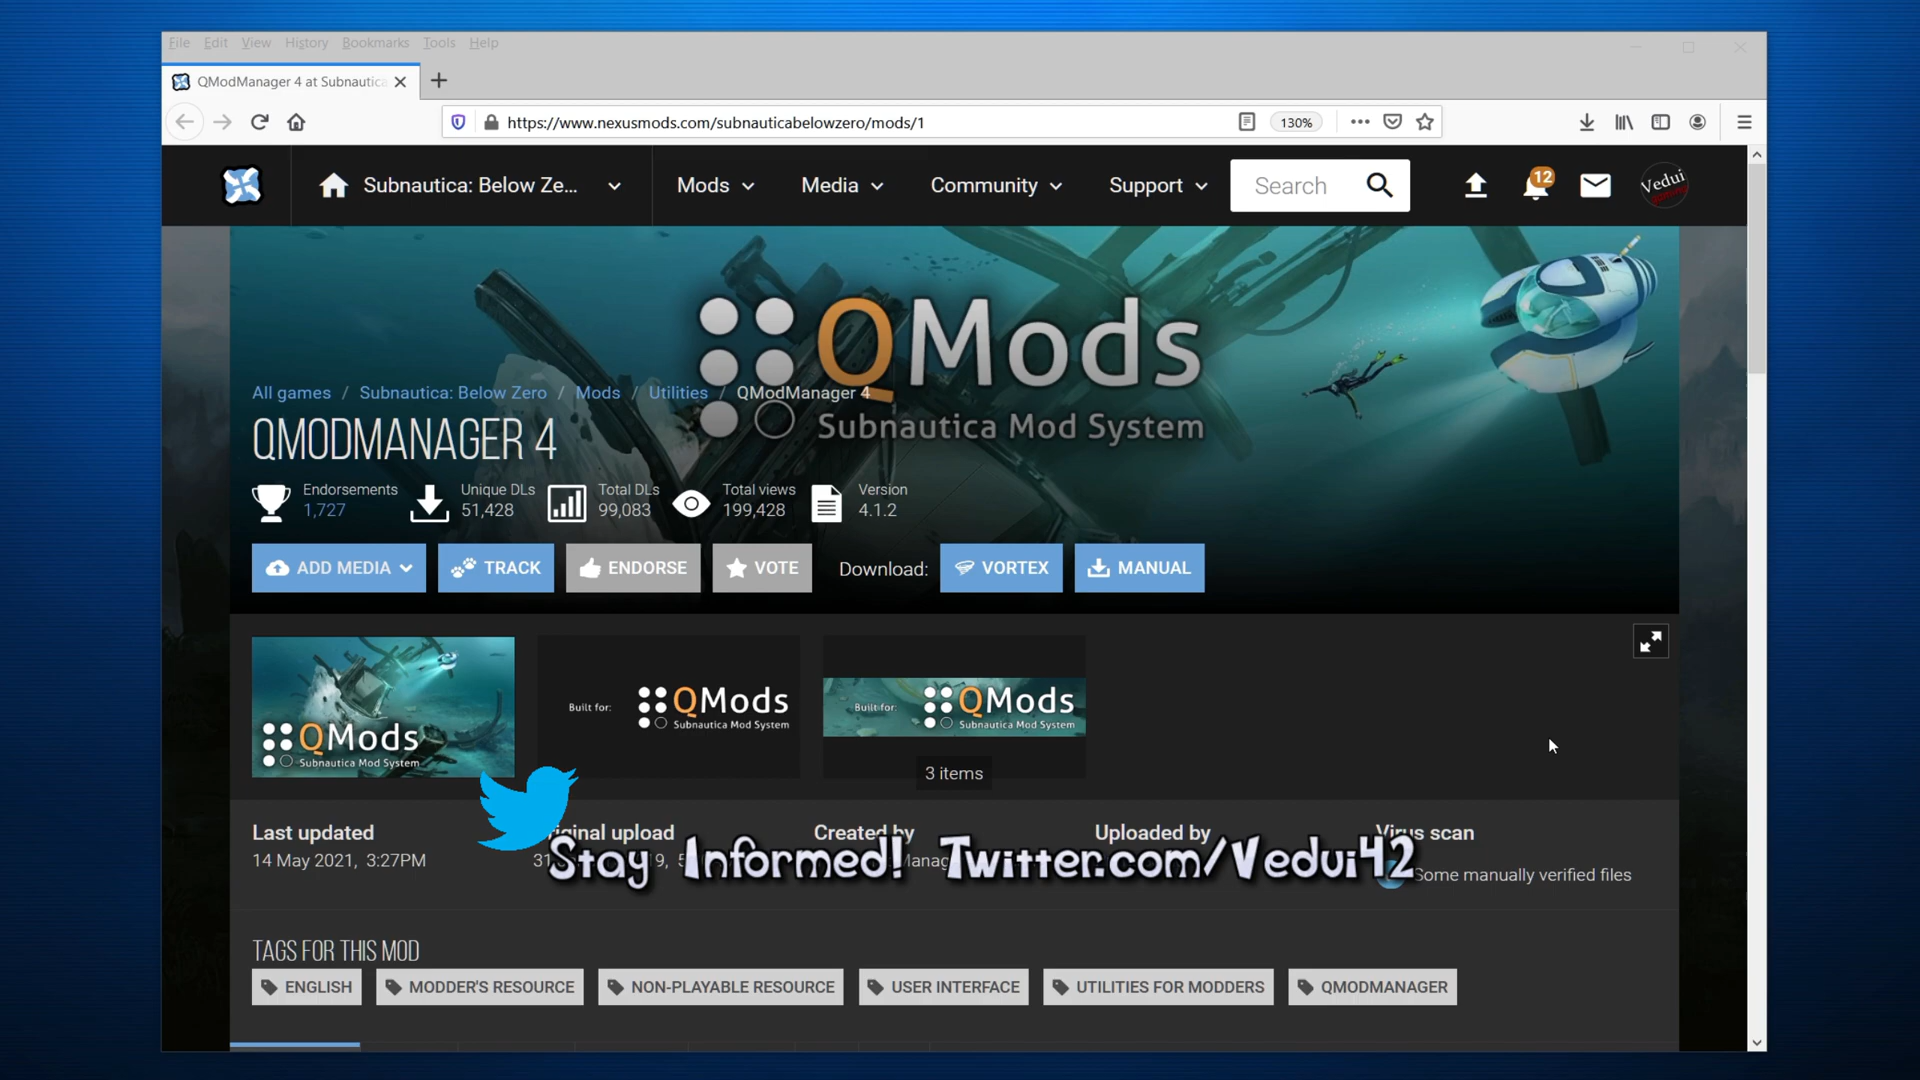 File Edit View History Bookmarks Tools Help
QModManager 4 at Subnautica
https://www.nexusmods.com/subnauticabelowzero/mods/1
130%
Subnautica: Below Ze...
Mods
Media
Community
Support
Search
12
Vedui
QMods
Subnautica Mod System
All games / Subnautica: Below Zero / Mods / Utilities / QModManager 4
QMODMANAGER 4
Endorsements
1,727
Unique DLs
51,428
Total DLs
99,083
Total views
199,428
Version
4.1.2
ADD MEDIA
TRACK
ENDORSE
VOTE
Download:
VORTEX
MANUAL
QMods
Subnautica Mod System
Built for:
QMods
Subnautica Mod System
Built for:
QMods
Subnautica Mod System
3 items
Last updated
14 May 2021, 3:27PM
upload
Created by
Uploaded by
Virus scan
Some manually verified files
Stay Informed! Twitter.com/Vedui42
TAGS FOR THIS MOD
ENGLISH
MODDER'S RESOURCE
NON-PLAYABLE RESOURCE
USER INTERFACE
UTILITIES FOR MODDERS
QMODMANAGER